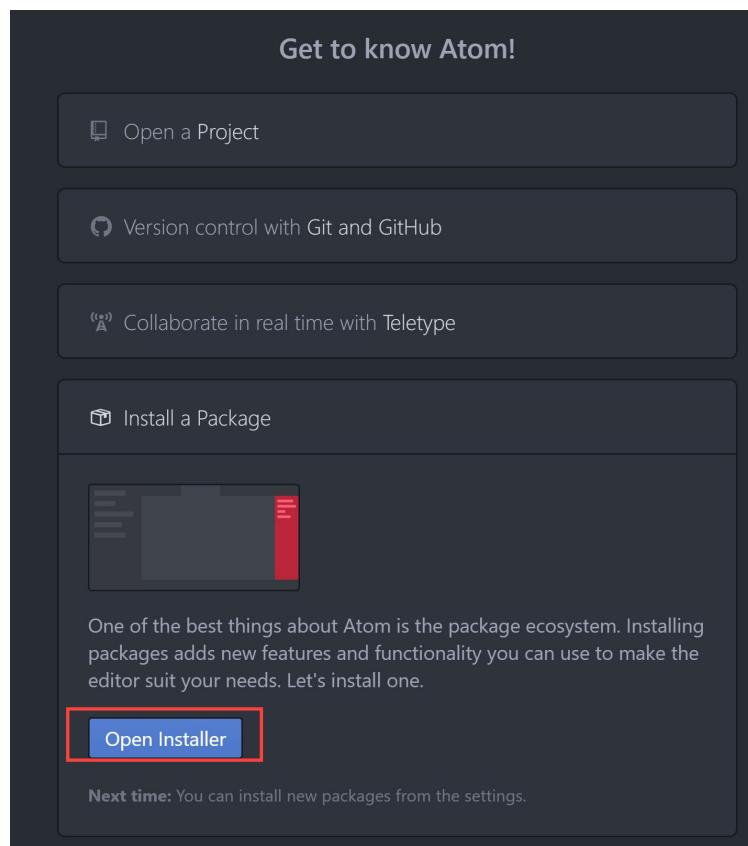 Get to know Atom!
Open a Project
Version control with Git and GitHub
Collaborate in real time with Teletype
Install a Package
One of the best things about Atom is the package ecosystem. Installing
packages adds new features and functionality you can use to make the
editor suit your needs. Let's install one.
Open Installer
Next time: You can install new packages from the settings.